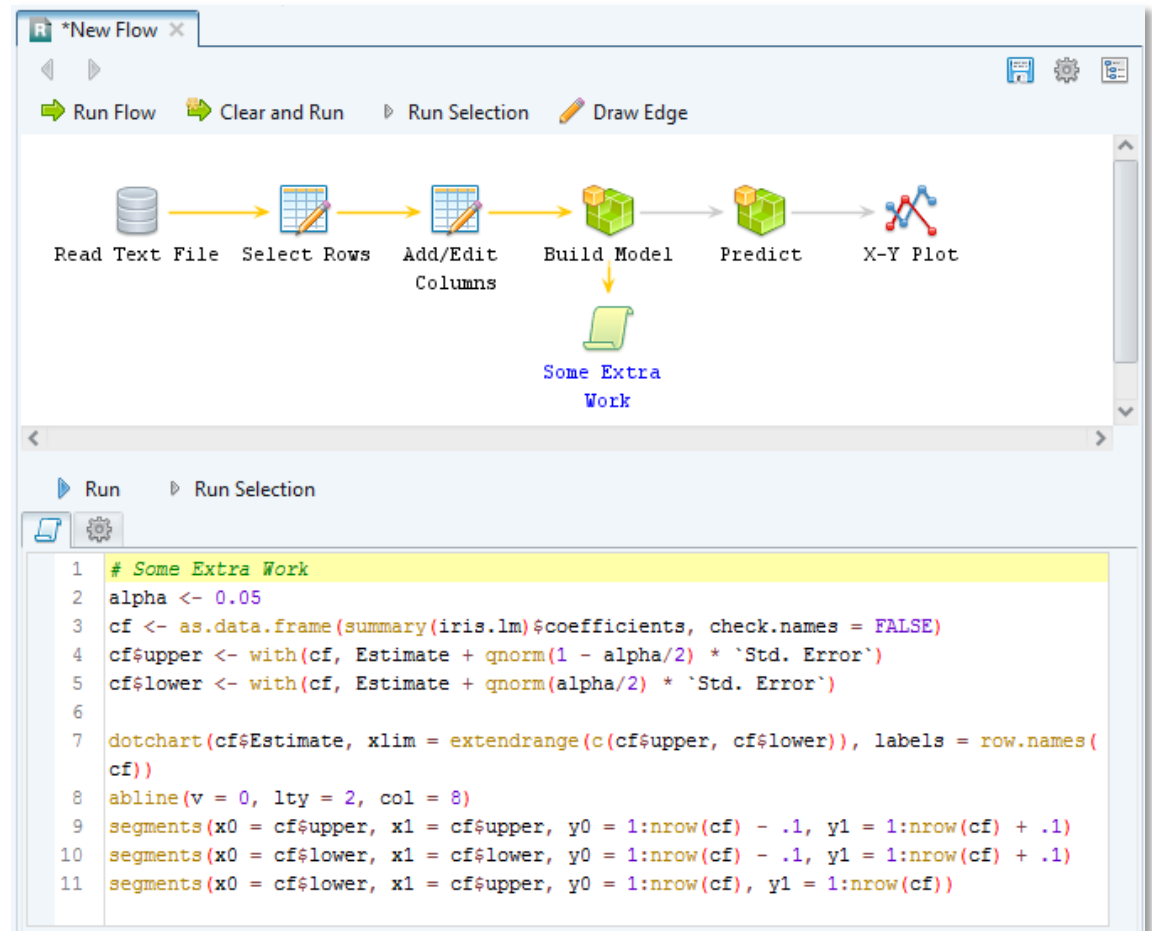 *New Flow
Run Flow Clear and Run Run Selection Draw Edge
Read Text File Select Rows Add/Edit Columns Build Model Predict X-Y Plot
Some Extra
Work
Run Run Selection
1 # Some Extra Work
2 alpha <- 0.05
3 cf <- as.data.frame(summary(iris.lm)$coefficients, check.names = FALSE)
4 cf$upper <- with(cf, Estimate + qnorm(1 - alpha/2) * `Std. Error`)
5 cf$lower <- with(cf, Estimate + qnorm(alpha/2) * `Std. Error`)
6
7 dotchart(cf$Estimate, xlim = extendrange(c(cf$upper, cf$lower)), labels = row.names(
cf))
8 abline(v = 0, lty = 2, col = 8)
9 segments(x0 = cf$upper, x1 = cf$upper, y0 = 1:nrow(cf) - .1, y1 = 1:nrow(cf) + .1)
10 segments(x0 = cf$lower, x1 = cf$lower, y0 = 1:nrow(cf) - .1, y1 = 1:nrow(cf) + .1)
11 segments(x0 = cf$lower, x1 = cf$upper, y0 = 1:nrow(cf), y1 = 1:nrow(cf))